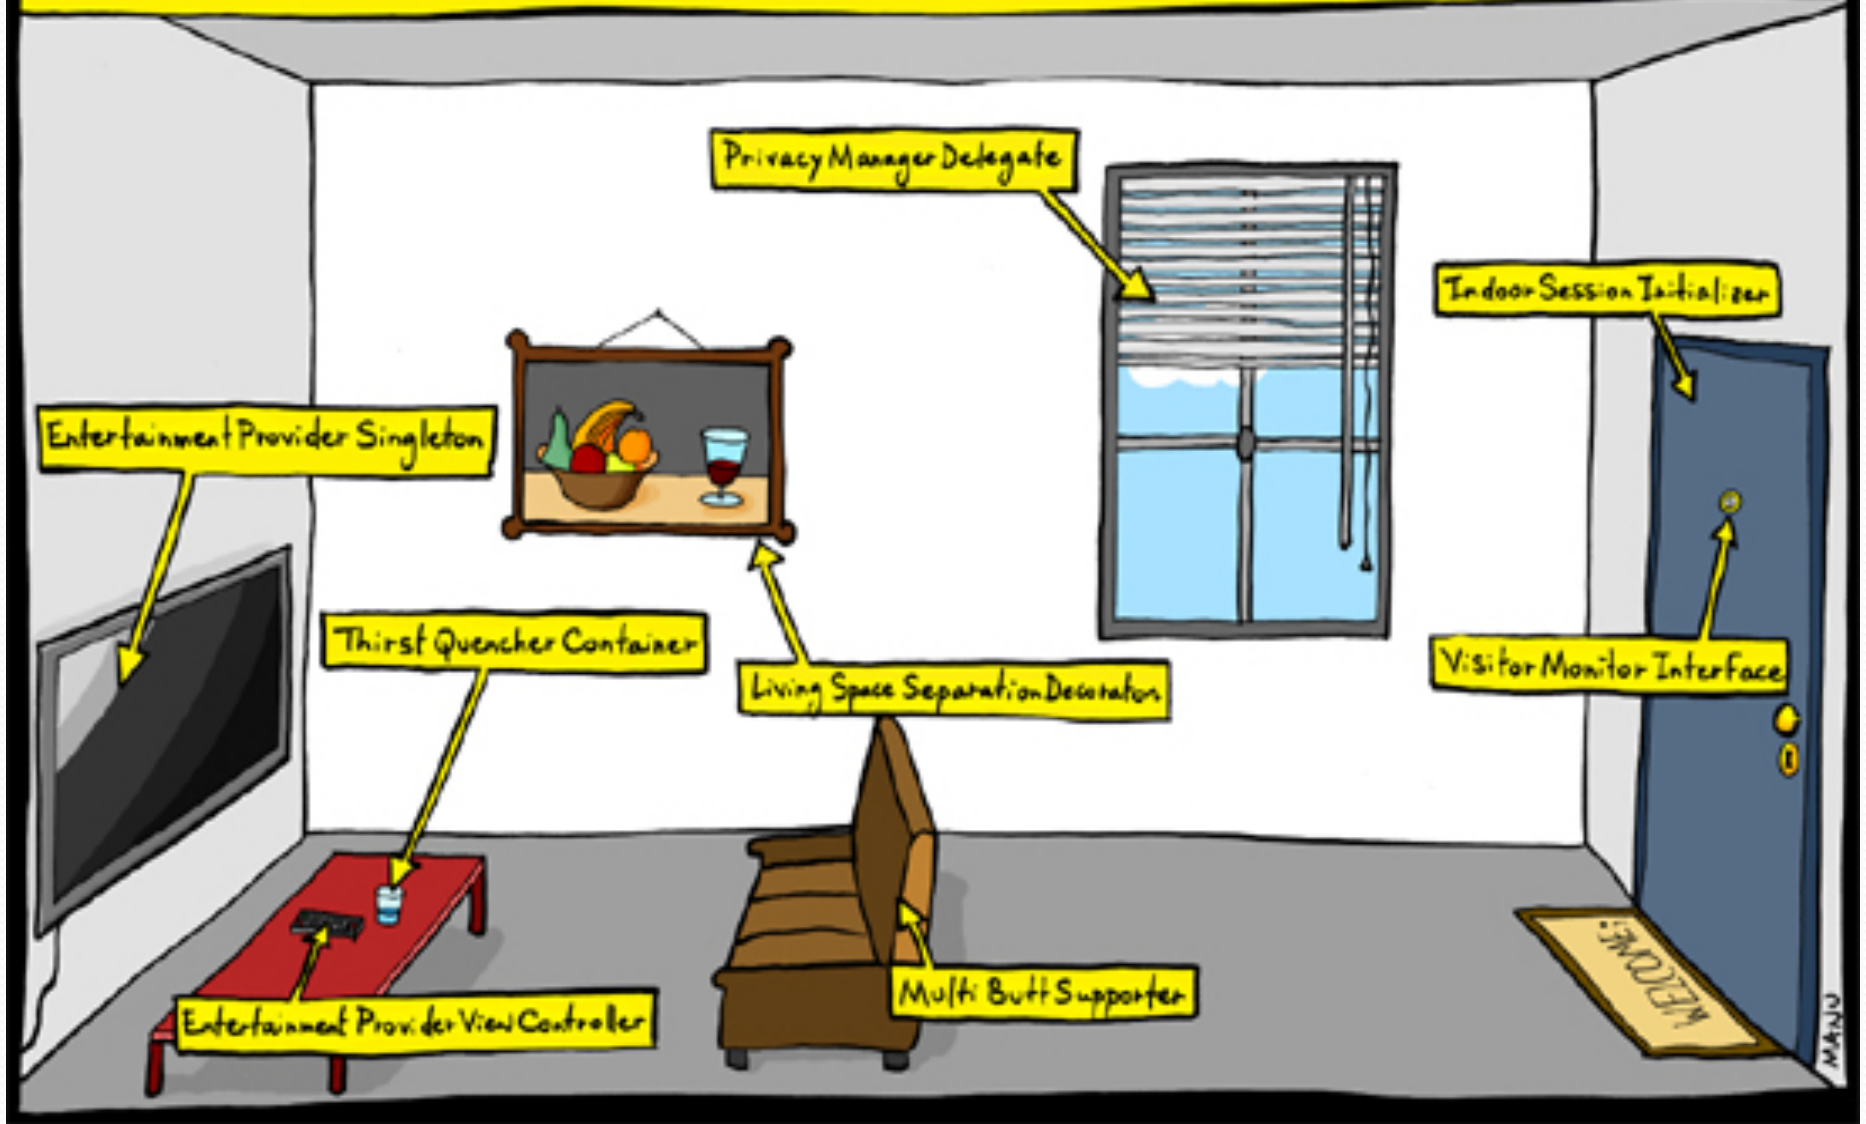 Privacy Manager Delegate
Indoor Session Initializer
Entertainment Provider Singleton
Thirst Quencher Container
Visitor Monitor Interface
Living Space Separation Decorator
Multi Butt Supporter
Entertainment Provider View Controller
WELCOME!
MANU